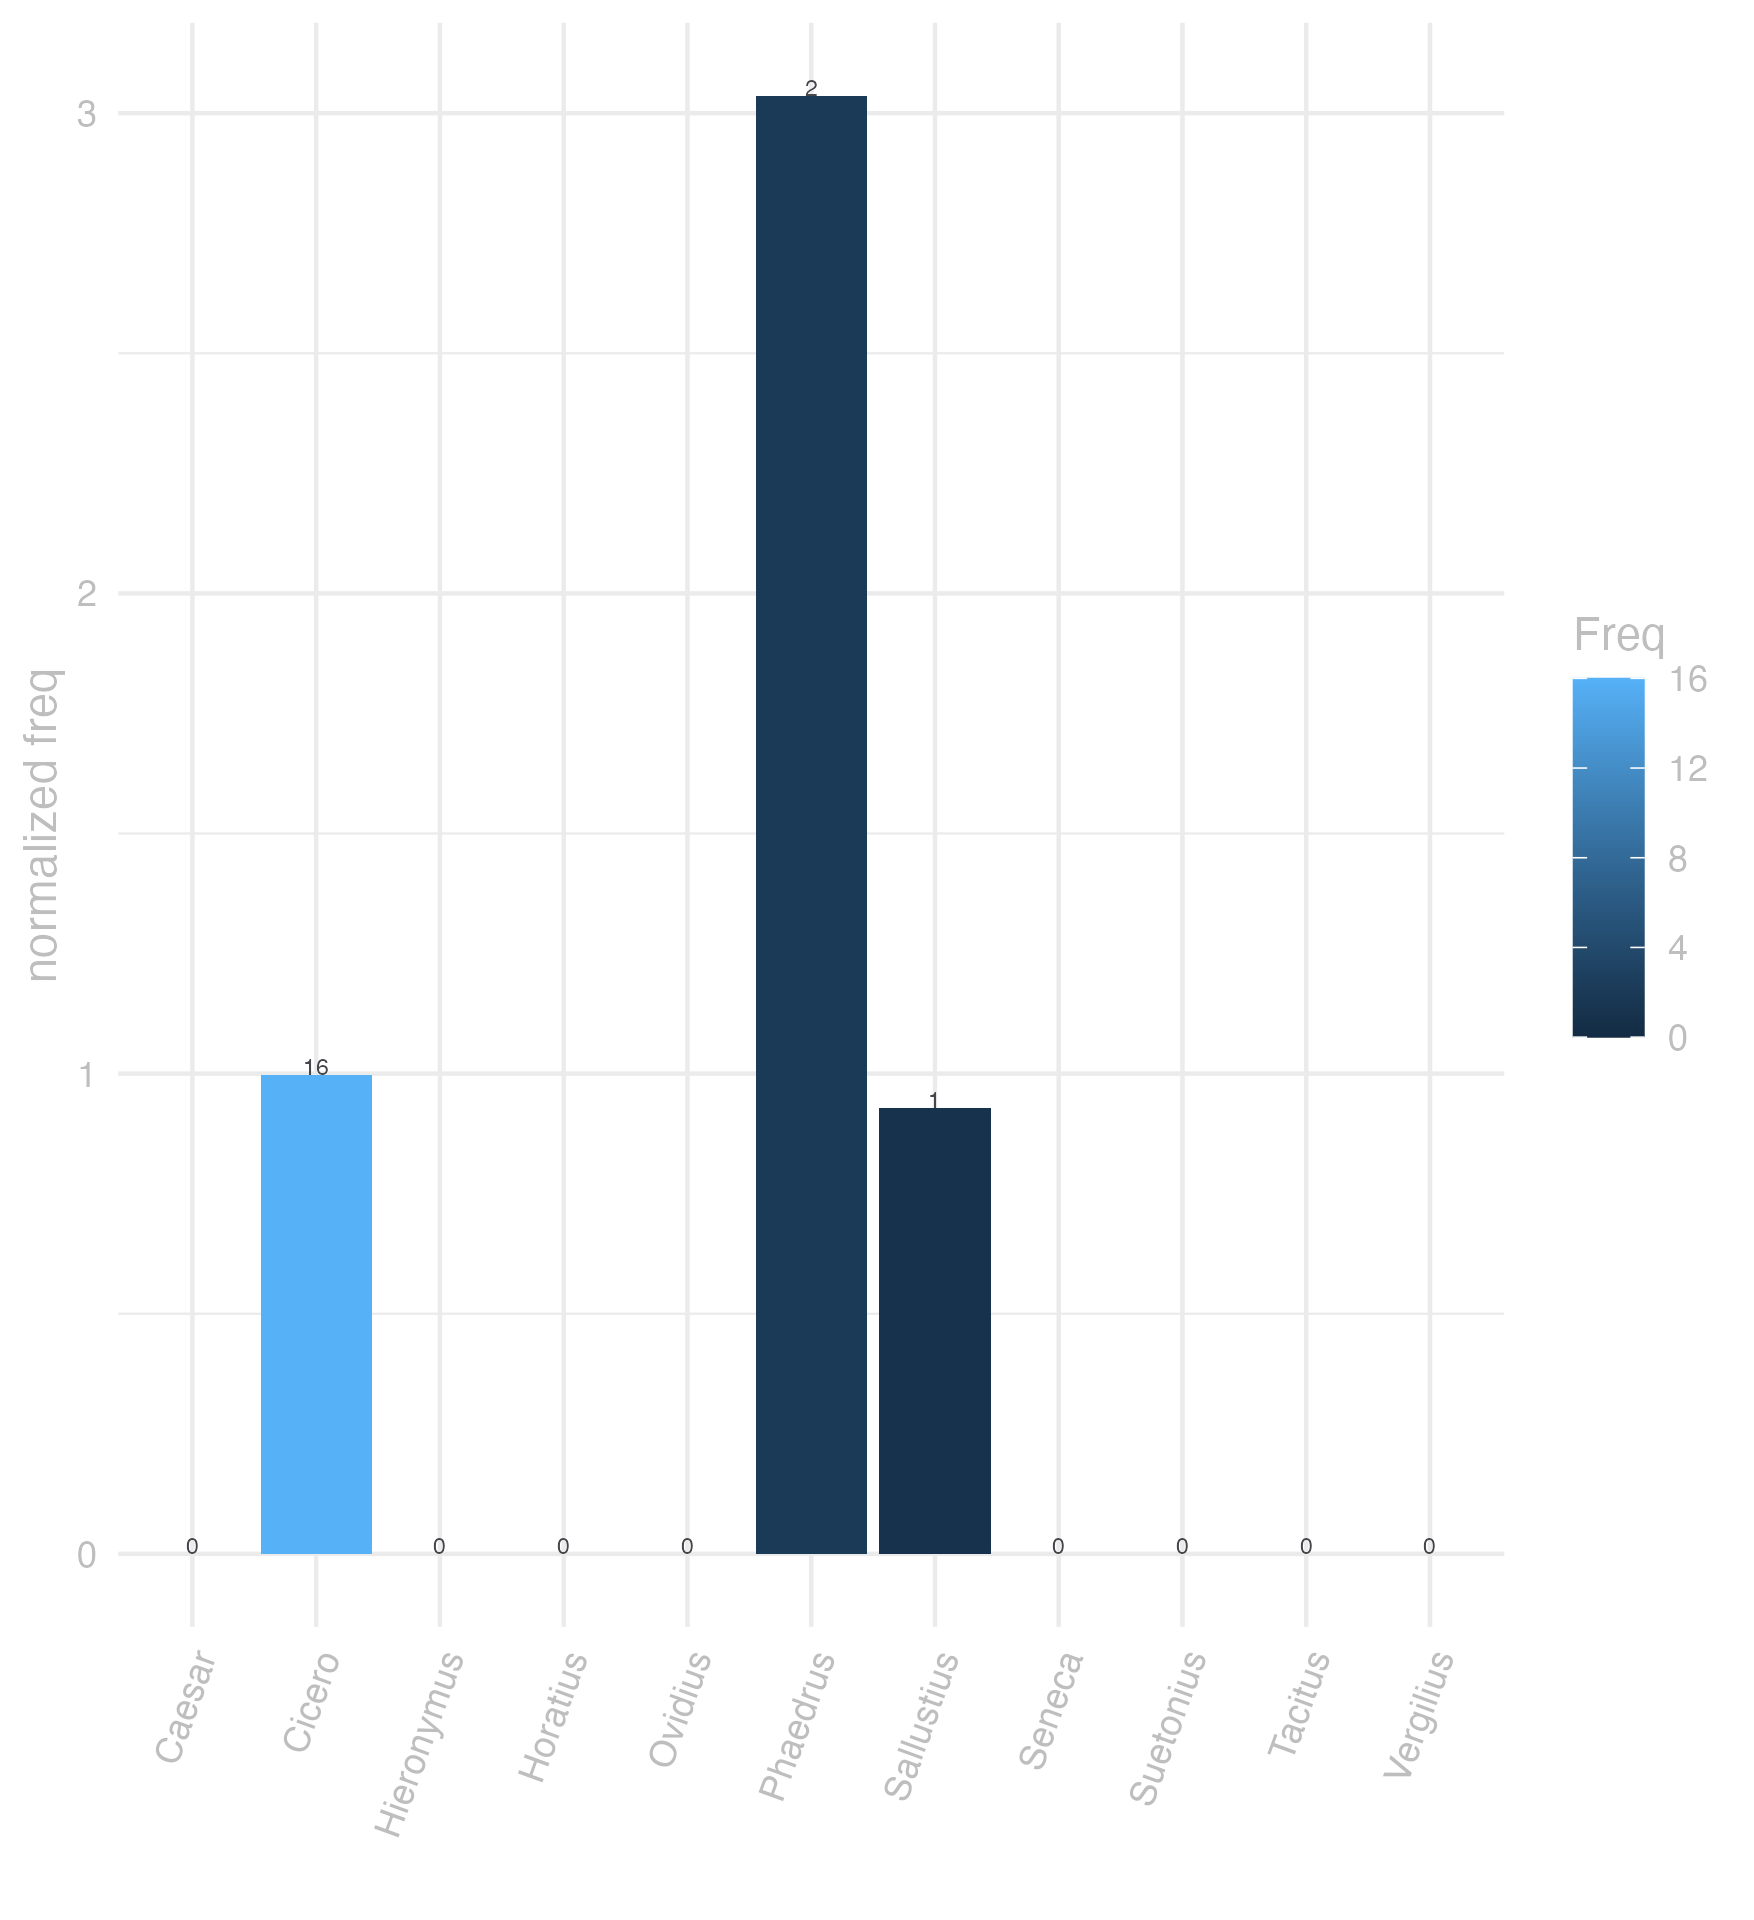 normalized freq
3
2
1
0
2
16
1
0
0
0
0
0
0
0
0
Caesar
Cicero
Hieronymus
Horatius
Ovidius
Phaedrus
Sallustius
Seneca
Suetonius
Tacitus
Vergilius
Freq
16
12
8
4
0